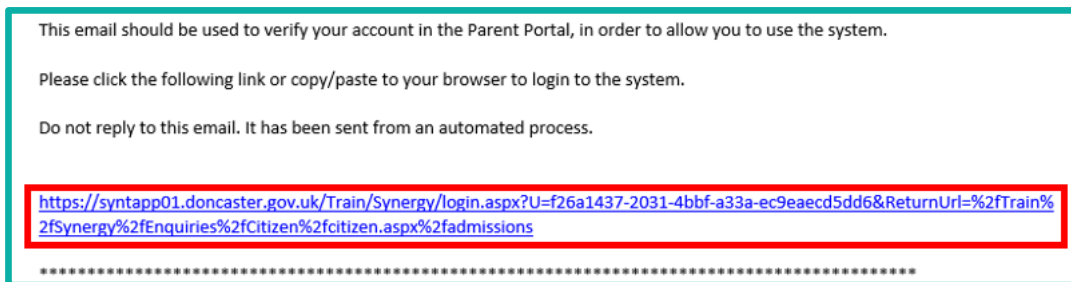 This email should be used to verify your account in the Parent Portal, in order to allow you to use the system.
Please click the following link or copy/paste to your browser to login to the system.
Do not reply to this email. It has been sent from an automated process.
https://syntapp01.doncaster.gov.uk/Train/Synergy/login.aspx?U=f26a1437-2031-4bbf-a33a-ec9eaecd5dd6&ReturnUrl=%2fTrain%
2fSynergy%2fEnquiries%2fCitizen%2fcitizen.aspx%2fadmissions
********************************************************************************************